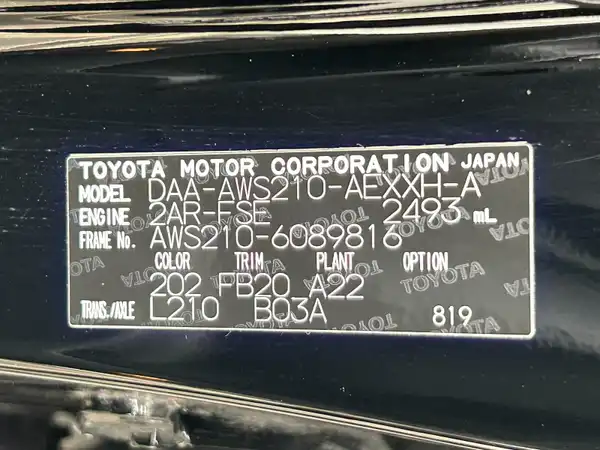 TOYOTA MOTOR CORPORATION JAPAN
MODEL DAA-AWS210-AEXXH-A
ENGINE 2AR-FSE 2493 mL
FRAME No. AWS210-6089816
COLOR TRIM PLANT OPTION
202 FB20 A22
TRANS./AXLE L210 B03A 819